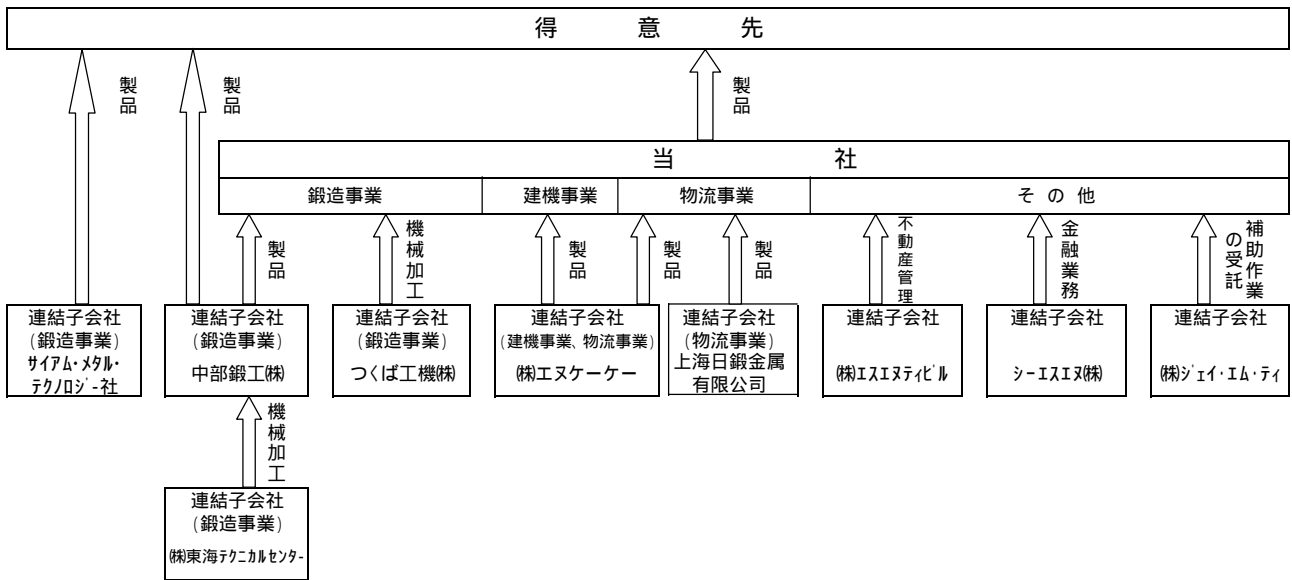 得意先
製品
製品
製品
当社
鍛造事業
建機事業
物流事業
その他
製品
機械加工
製品
製品
製品
不動産管理
金融業務
補助作業
の受託
連結子会社
(鍛造事業)
サイアム・メタル・
テクノロジー社
連結子会社
(鍛造事業)
中部鍛工(株)
連結子会社
(鍛造事業)
つくば工機(株)
連結子会社
(建機事業、物流事業)
(株)エヌケーケー
連結子会社
(物流事業)
上海日鍛金属
有限公司
連結子会社
(株)エスエヌティビル
連結子会社
シーエスエヌ(株)
連結子会社
(株)ジェイ・エム・ティ
機械加工
連結子会社
(鍛造事業)
(株)東海テクニカルセンター